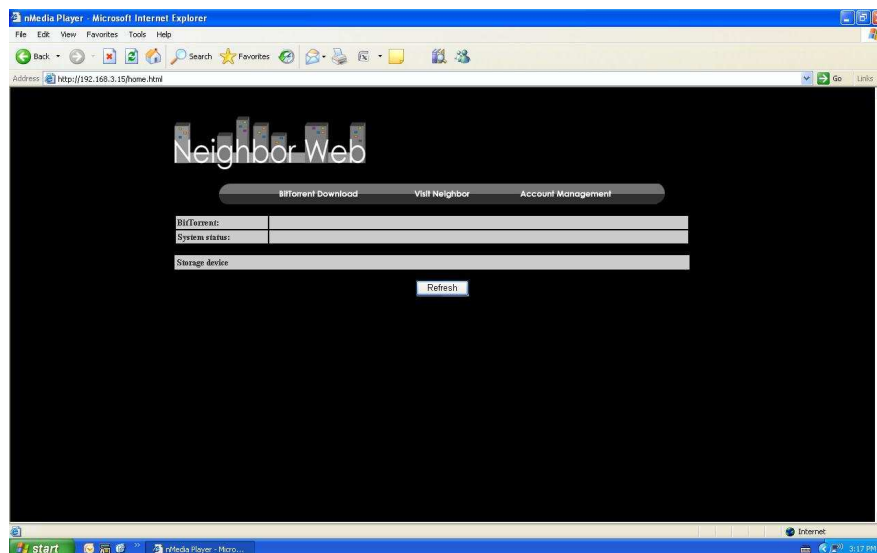 nMedia Player - Microsoft Internet Explorer
File Edit View Favorites Tools Help
Back Search Favorites
Address http://192.168.3.15/home.html Go Links
Neighbor Web
BitTorrent Download Visit Neighbor Account Management
BitTorrent:
System status:
Storage device
Refresh
Internet
start nMedia Player - Micro... 3:17 PM